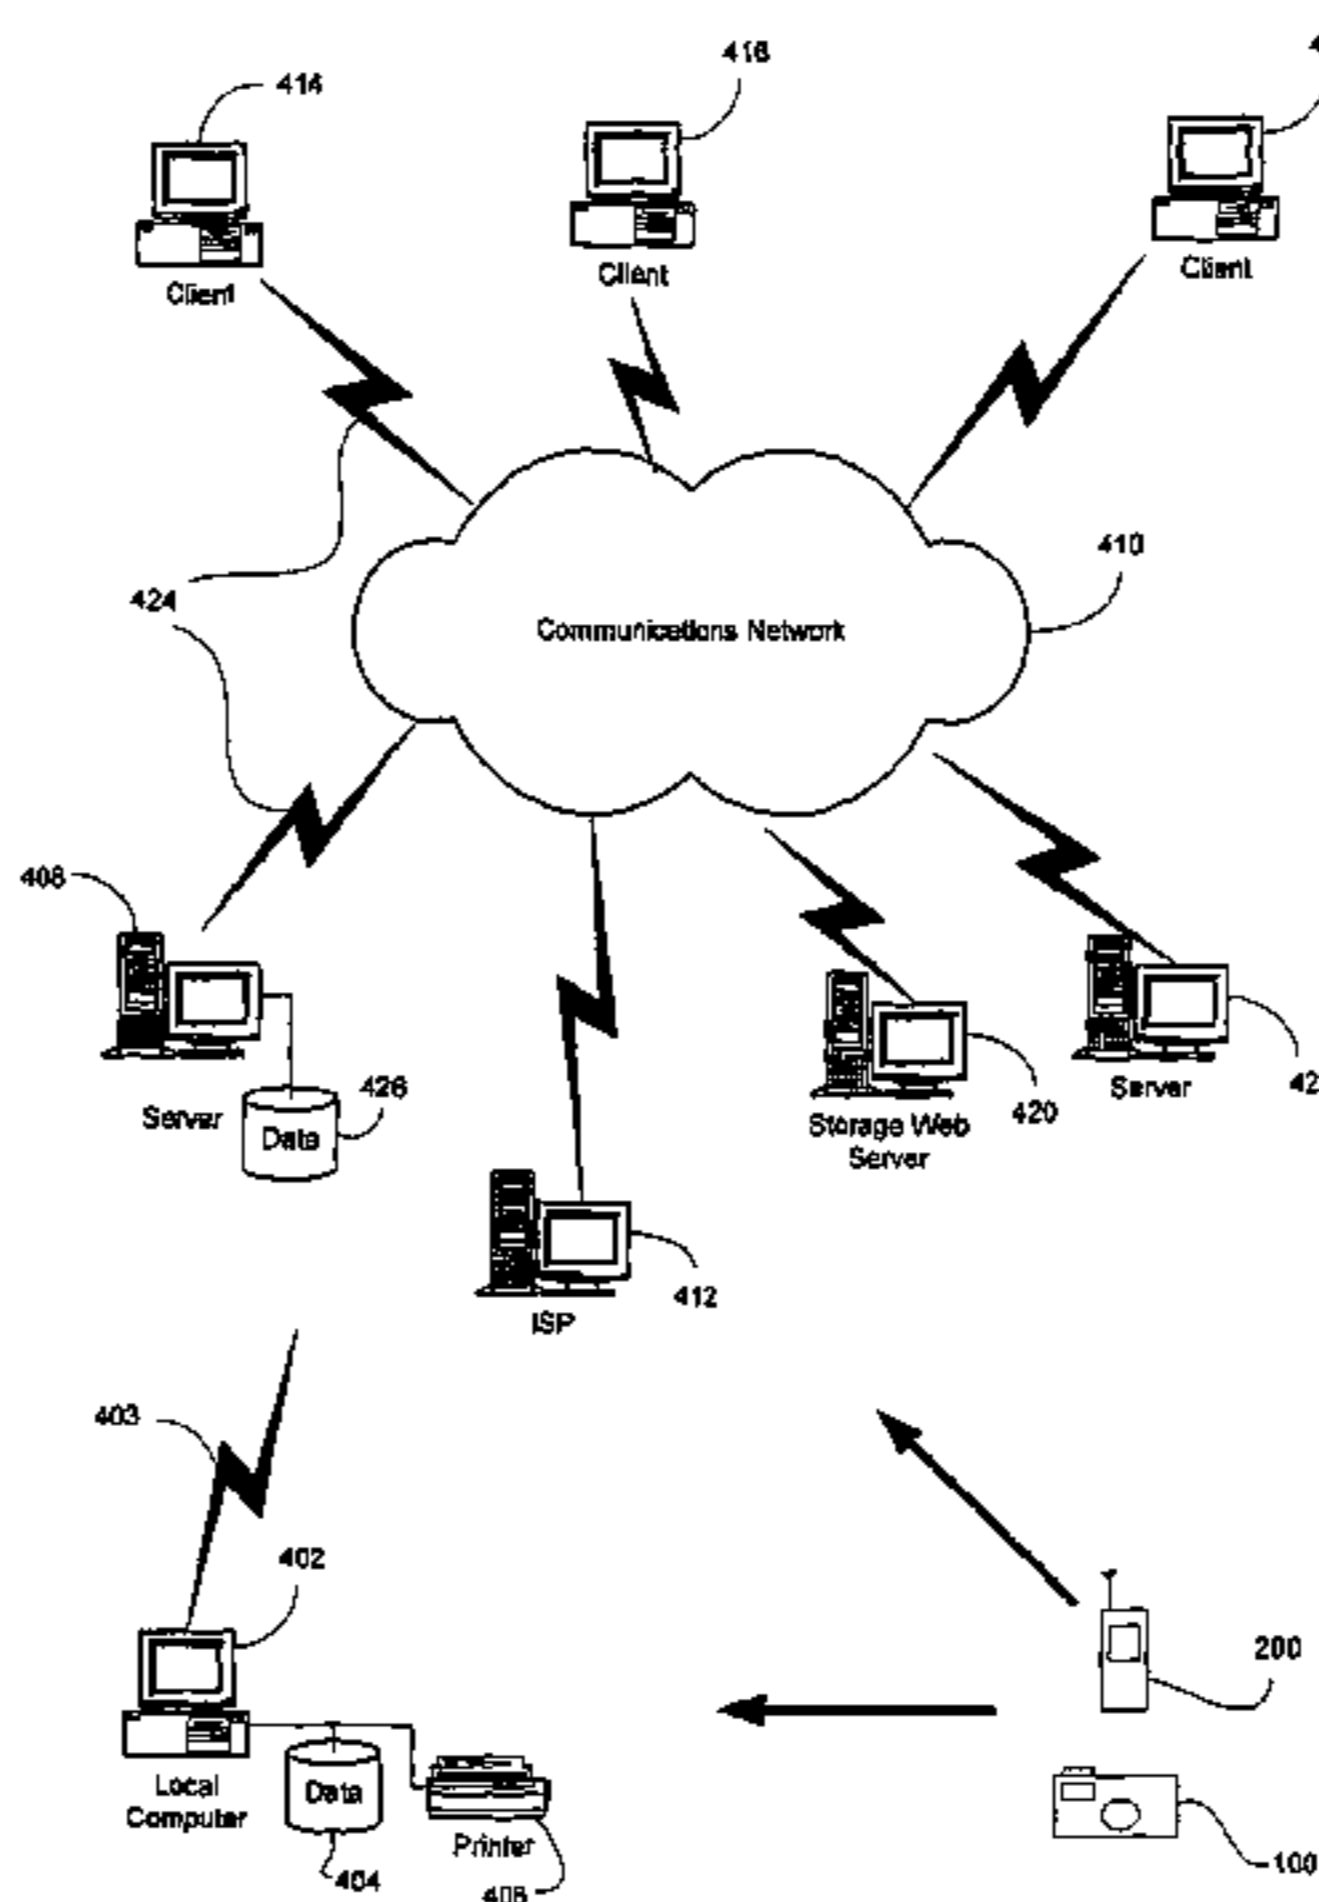 414
416
Client
Client
Client
410
424
Communications Network
408
Server
426
Data
420
Storage Web
Server
Server
412
ISP
403
402
200
Local
Computer
Data
Printer
404
100